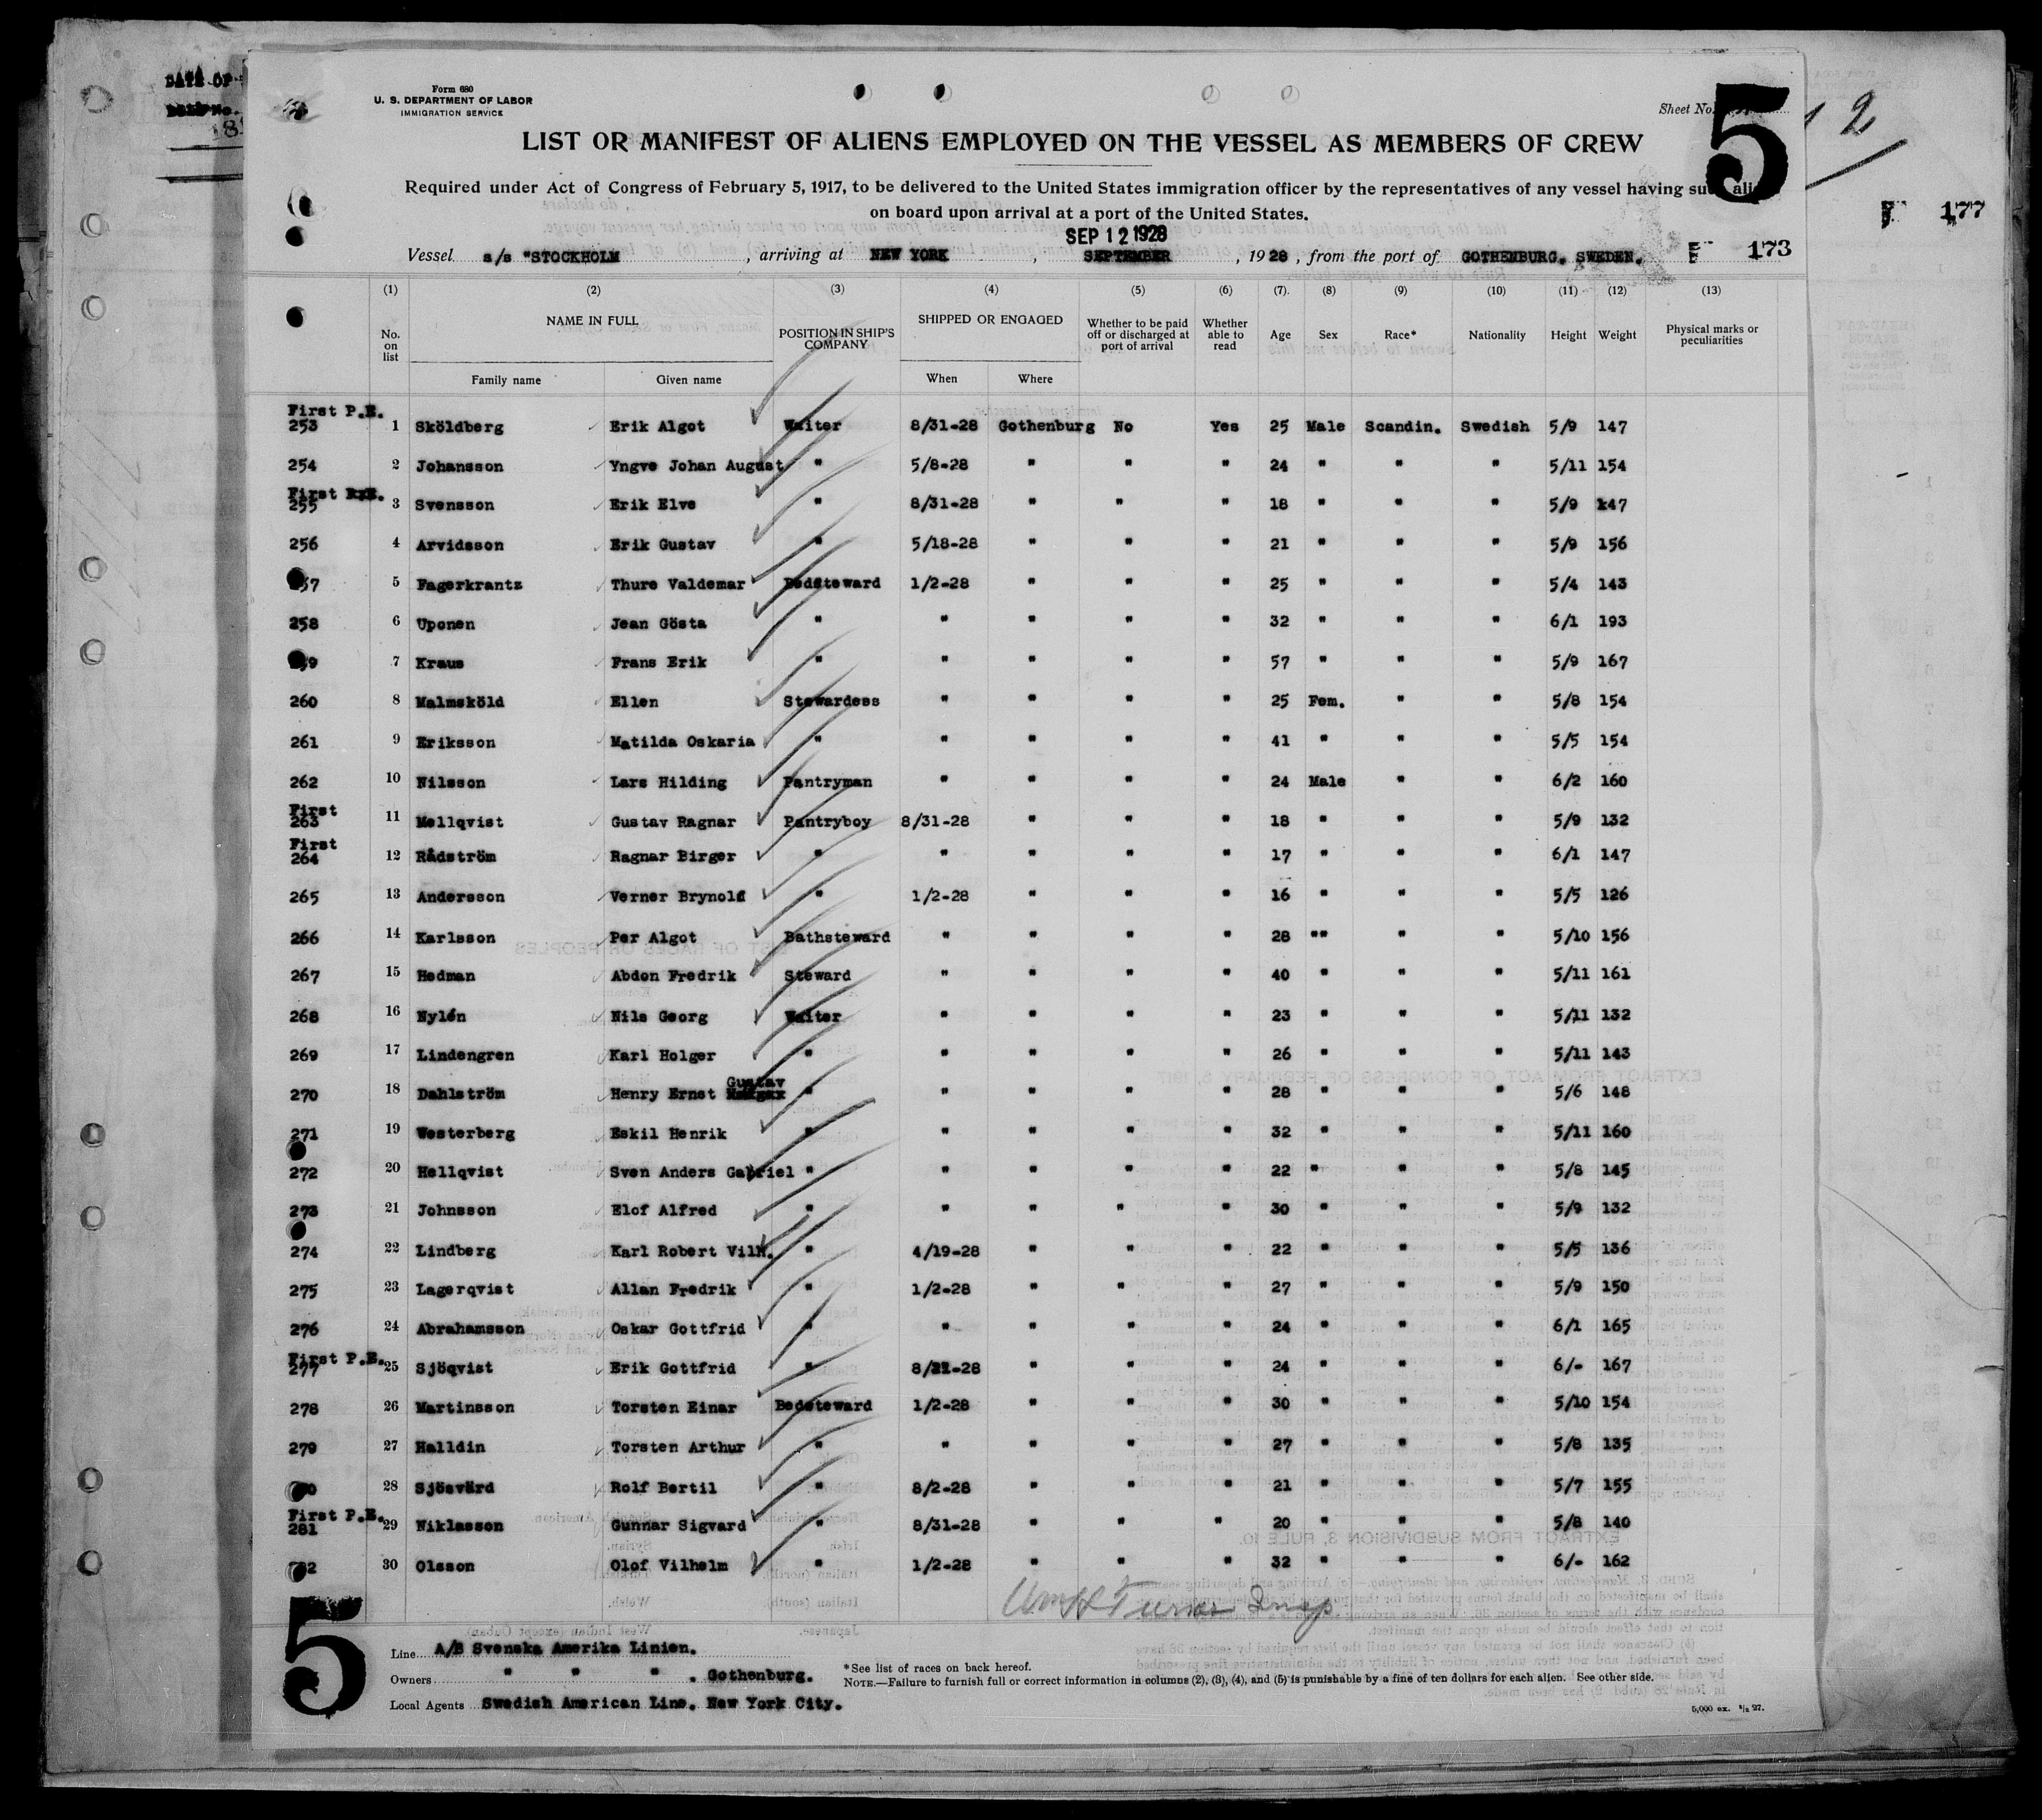 DATE OF
Form 680
U. S. DEPARTMENT OF LABOR
IMMIGRATION SERVICE
Sheet No. 5
12
LIST OR MANIFEST OF ALIENS EMPLOYED ON THE VESSEL AS MEMBERS OF CREW
Required under Act of Congress of February 5, 1917, to be delivered to the United States immigration officer by the representatives of any vessel having such
on board upon arrival at a port of the United States.
F 177
SEP 12 1928
Vessel s/s "STOCKHOLM , arriving at NEW YORK , SEPTEMBER , 1928, from the port of GOTHENBURG, SWEDEN. F 173
(1) (2) (3) (4) (5) (6) (7) (8) (9) (10) (11) (12) (13)
No. on list NAME IN FULL POSITION IN SHIP'S COMPANY SHIPPED OR ENGAGED Whether to be paid off or discharged at port of arrival Whether able to read Age Sex Race* Nationality Height Weight Physical marks or peculiarities
Family name Given name When Where
First P.E.
253 1 Sköldberg Erik Algot Waiter 8/31-28 Gothenburg No Yes 25 Male Scandin. Swedish 5/9 147
254 2 Johansson Yngve Johan August " 5/8-28 " " " 24 " " " 5/11 154
First
255 3 Svensson Erik Elve " 8/31-28 " " " 18 " " " 5/9 147
256 4 Arvidsson Erik Gustav " 5/18-28 " " " 21 " " " 5/9 156
57 5 Fagerkrantz Thure Valdemar Bedsteward 1/2-28 " " " 25 " " " 5/4 143
258 6 Uponen Jean Gösta " " " " " 32 " " " 6/1 193
9 7 Kraus Frans Erik " " " " " 57 " " " 5/9 167
260 8 Malmsköld Ellen Stewardess " " " " 25 Fem. " " 5/8 154
261 9 Eriksson Matilda Oskaria " " " " " 41 " " " 5/5 154
262 10 Nilsson Lars Hilding Pantryman " " " " 24 Male " " 6/2 160
First
263 11 Mellqvist Gustav Ragnar Pantryboy 8/31-28 " " " 18 " " " 5/9 132
First
264 12 Rådström Ragnar Birger " " " " " 17 " " " 6/1 147
265 13 Andersson Verner Brynolf " 1/2-28 " " " 16 " " " 5/5 126
266 14 Karlsson Per Algot Bathsteward " " " " 28 "" " " 5/10 156
267 15 Hedman Abdon Fredrik Steward " " " " 40 " " " 5/11 161
268 16 Nylén Nils Georg Waiter " " " " 23 " " " 5/11 132
269 17 Lindengren Karl Holger " " " " " 26 " " " 5/11 143
Gustav
270 18 Dahlström Henry Ernst " " " " " 28 " " " 5/6 148
271 19 Westerberg Eskil Henrik " " " " " 32 " " " 5/11 160
272 20 Hellqvist Sven Anders Gabriel " " " " " 22 " " " 5/8 145
273 21 Johnsson Elof Alfred " " " " " 30 " " " 5/9 132
274 22 Lindberg Karl Robert Vilh. " 4/19-28 " " " 22 " " " 5/5 136
275 23 Lagerqvist Allan Fredrik " 1/2-28 " " " 27 " " " 5/9 150
276 24 Abrahamsson Oskar Gottfrid " " " " " 24 " " " 6/1 165
First P.E.
277 25 Sjöqvist Erik Gottfrid " " " " 24 " " " 6/- 167
278 26 Martinsson Torsten Einar Bedsteward 1/2-28 " " " 30 " " " 5/10 154
279 27 Halldin Torsten Arthur " " " " " 27 " " " 5/8 135
0 28 Sjösvärd Rolf Bertil " 8/2-28 " " " 21 " " " 5/7 155
First P.E.
281 29 Niklasson Gunnar Sigvard " 8/31-28 " " " 20 " " " 5/8 140
2 30 Olsson Olof Vilhelm " 1/2-28 " " " 32 " " " 6/- 162
Turner Insp
5
Line A/B Svenska Amerika Linien.
Owners " " " . Gothenburg.
Local Agents Swedish American Line. New York City.
*See list of races on back hereof.
NOTE.—Failure to furnish full or correct information in columns (2), (3), (4), and (5) is punishable by a fine of ten dollars for each alien. See other side.
5,000 ex. 27.